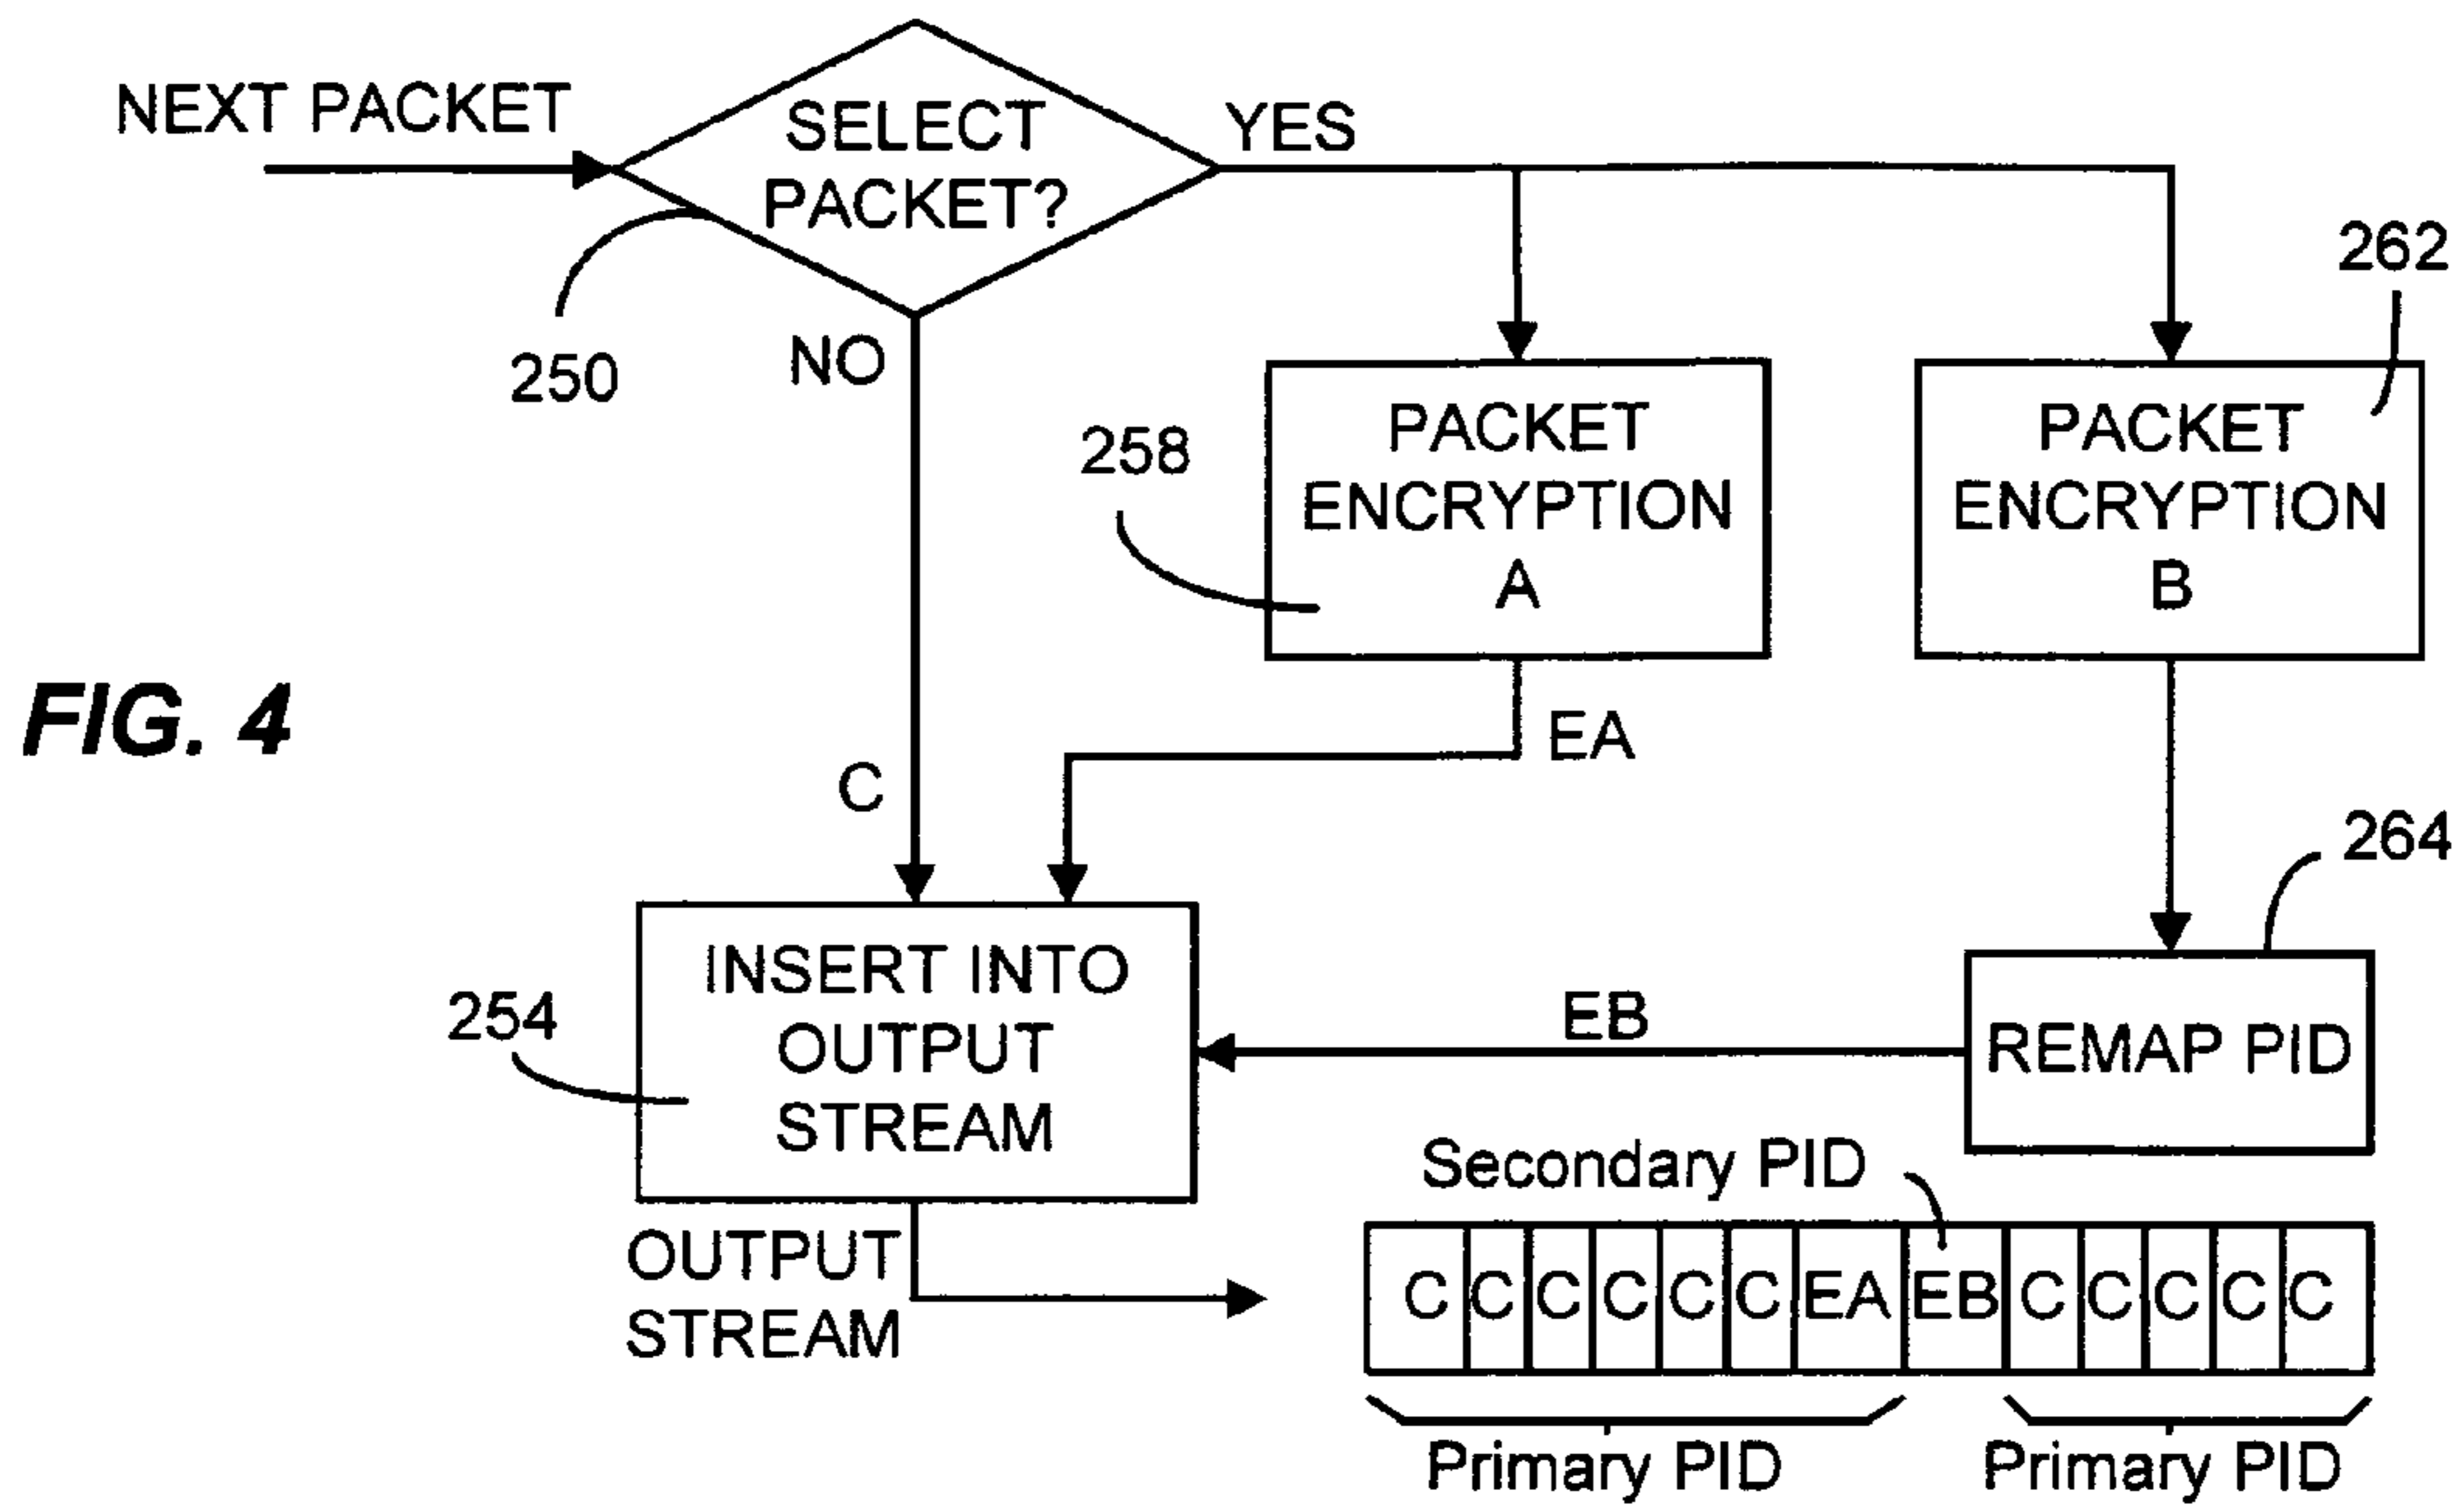 NEXT PACKET
SELECT
PACKET?
YES
NO
250
262
258
PACKET
ENCRYPTION
A
PACKET
ENCRYPTION
B
FIG. 4
EA
C
264
254
INSERT INTO
OUTPUT
STREAM
EB
REMAP PID
Secondary PID
OUTPUT
STREAM
C C C C C C EA EB C C C C C
Primary PID
Primary PID